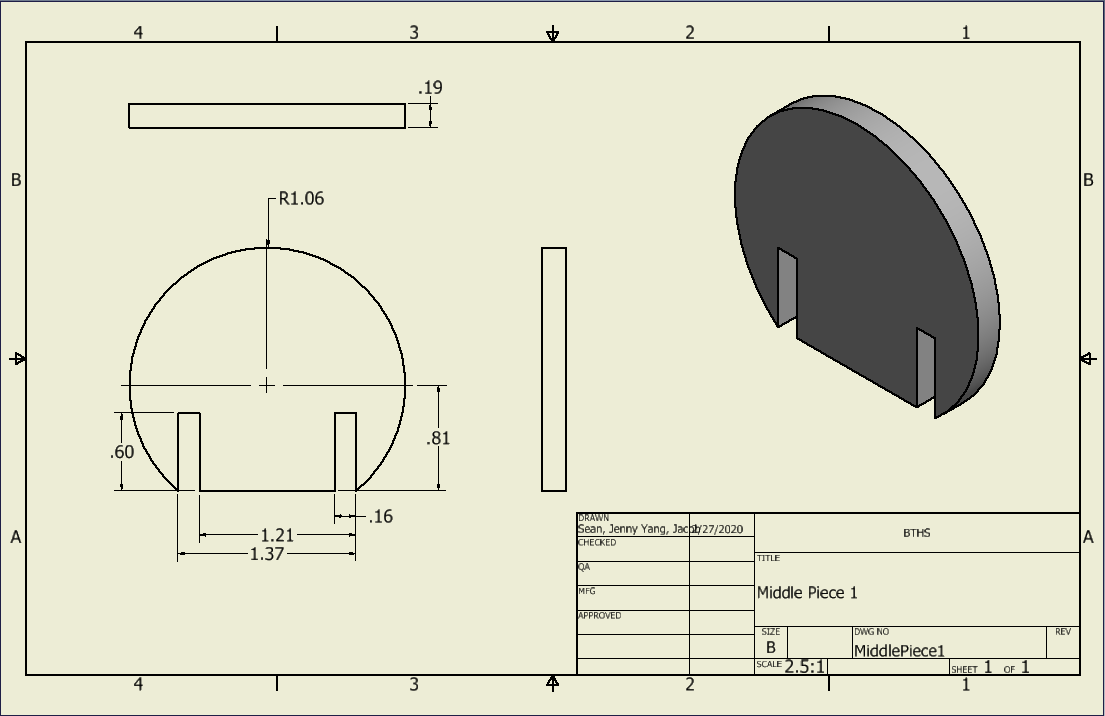 4 3 2 1
.19
B B
R1.06
.60 .81
.16
1.21
1.37
A A
DRAWN
Sean, Jenny Yang, Jacob 1/27/2020
BTHS
CHECKED
TITLE
QA
MFG
Middle Piece 1
APPROVED
SIZE DWG NO REV
B MiddlePiece1
SCALE 2.5:1 SHEET 1 OF 1
4 3 2 1